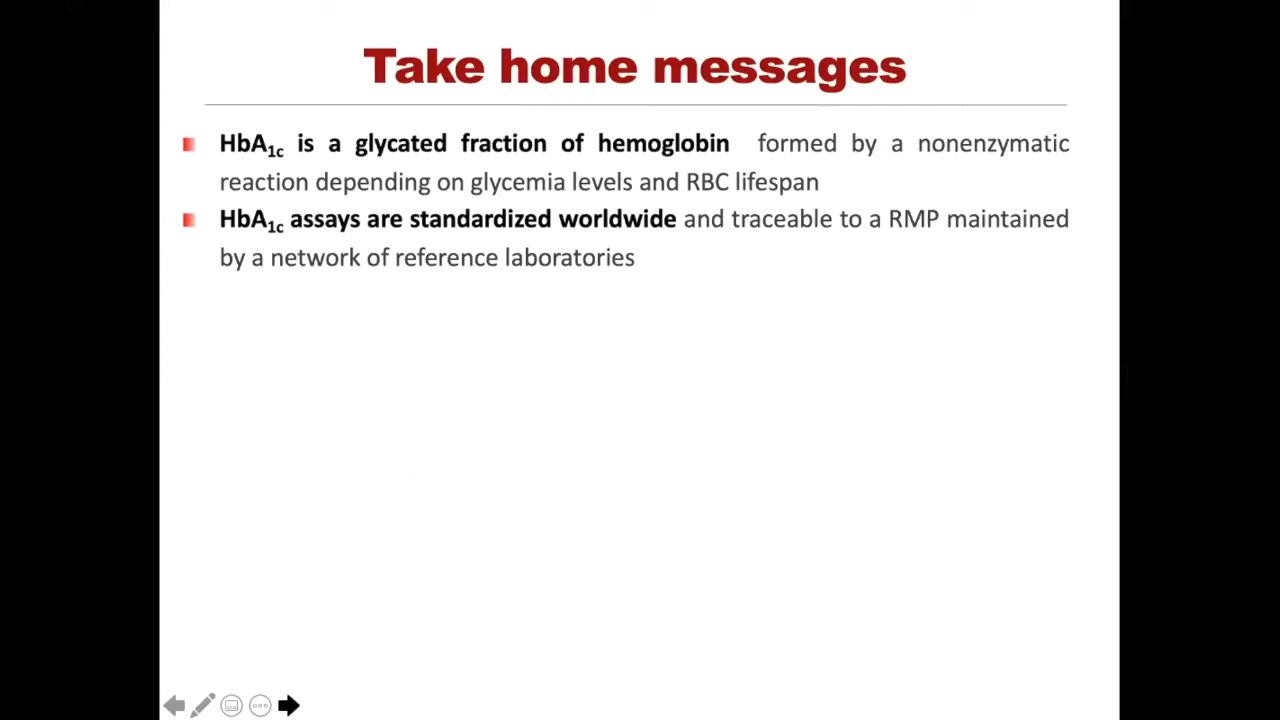 Take home messages
HbA1c is a glycated fraction of hemoglobin formed by a nonenzymatic
reaction depending on glycemia levels and RBC lifespan
HbA1c assays are standardized worldwide and traceable to a RMP maintained
by a network of reference laboratories